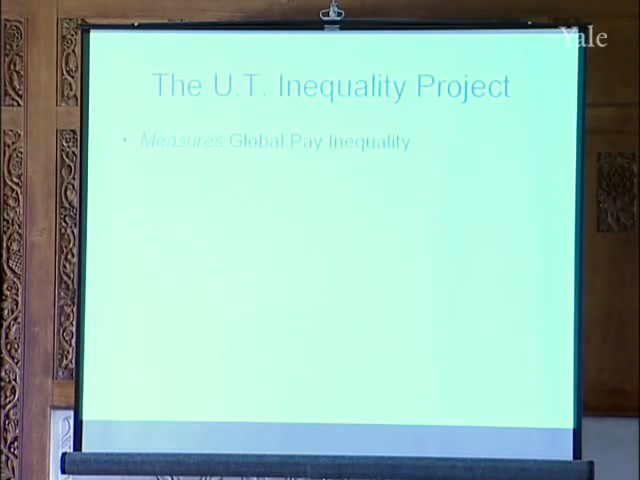 Yale
The U.T. Inequality Project
• Measures Global Pay Inequality